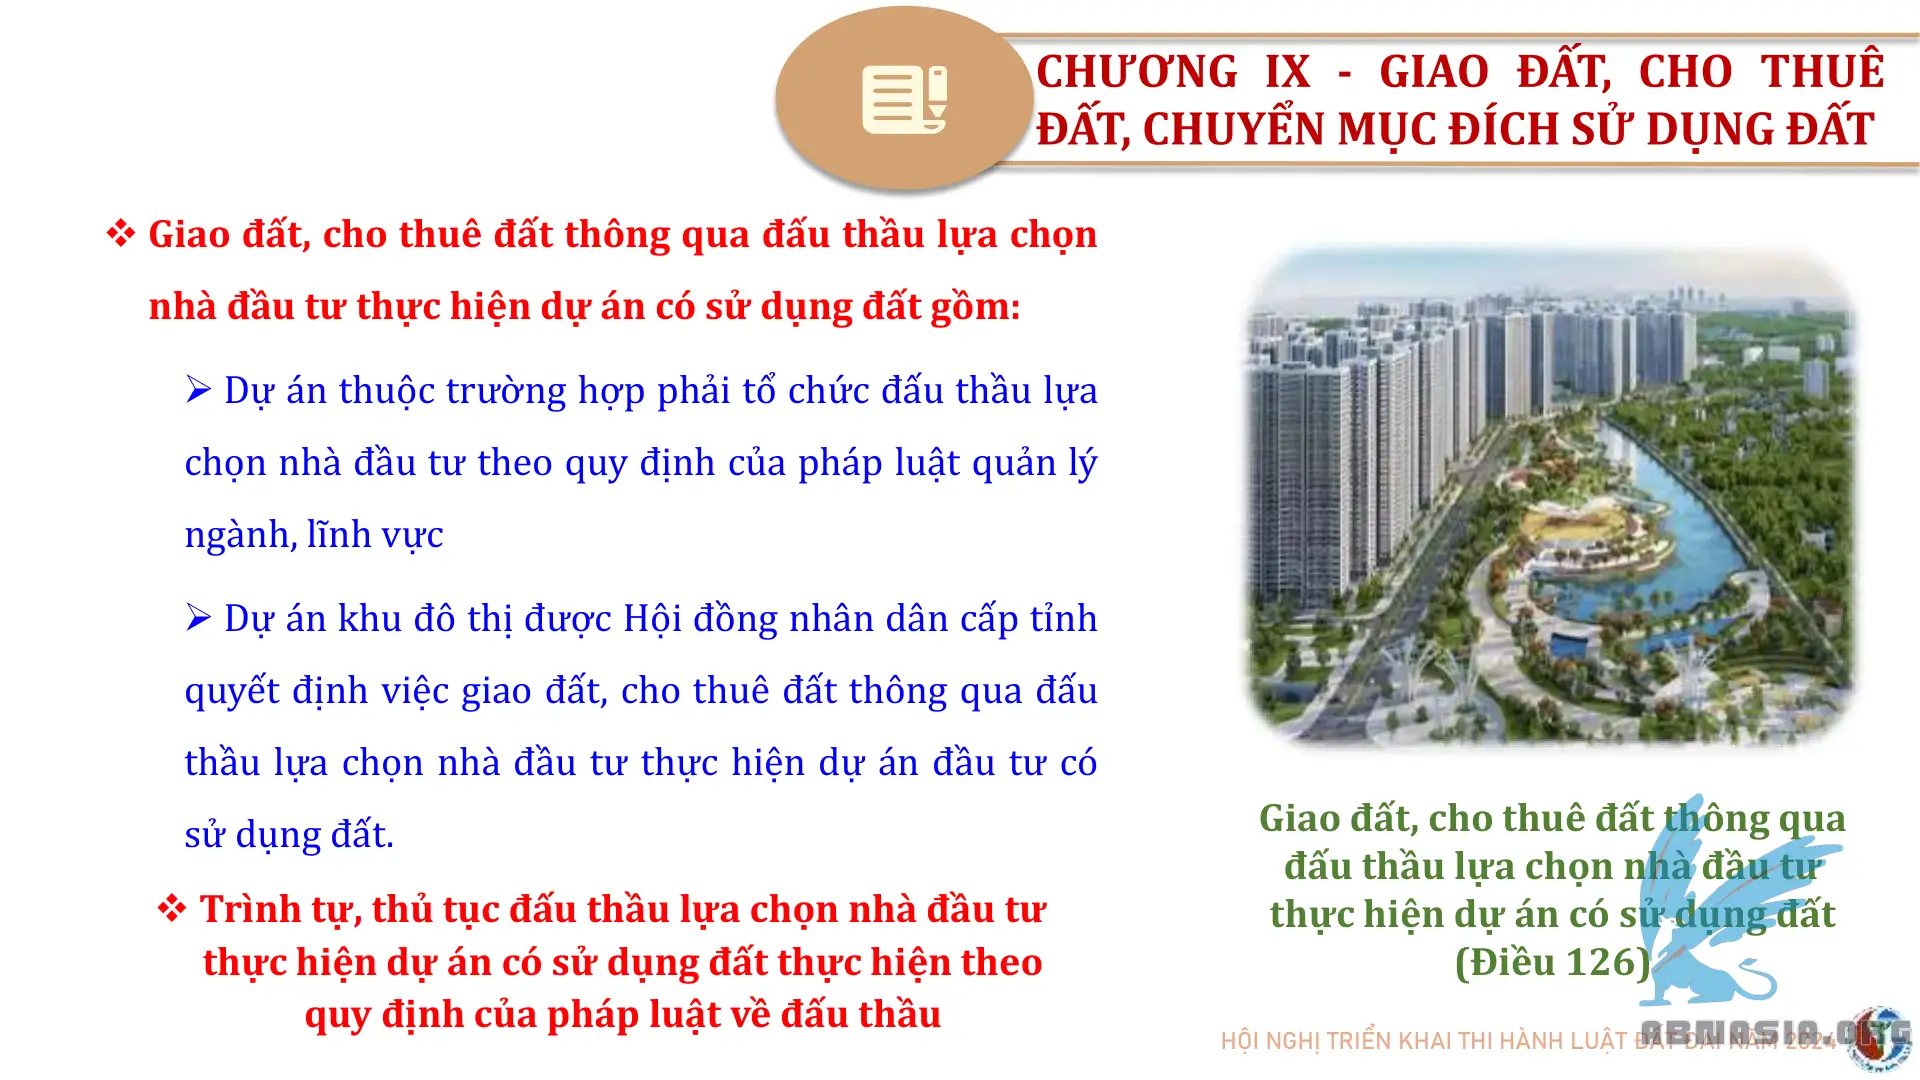 CHƯƠNG IX - GIAO ĐẤT, CHO THUÊ
ĐẤT, CHUYỂN MỤC ĐÍCH SỬ DỤNG ĐẤT
Giao đất, cho thuê đất thông qua đấu thầu lựa chọn
nhà đầu tư thực hiện dự án có sử dụng đất gồm:
Dự án thuộc trường hợp phải tổ chức đấu thầu lựa
chọn nhà đầu tư theo quy định của pháp luật quản lý
ngành, lĩnh vực
Dự án khu đô thị được Hội đồng nhân dân cấp tỉnh
quyết định việc giao đất, cho thuê đất thông qua đấu
thầu lựa chọn nhà đầu tư thực hiện dự án đầu tư có
sử dụng đất.
Trình tự, thủ tục đấu thầu lựa chọn nhà đầu tư
thực hiện dự án có sử dụng đất thực hiện theo
quy định của pháp luật về đấu thầu
Giao đất, cho thuê đất thông qua
đấu thầu lựa chọn nhà đầu tư
thực hiện dự án có sử dụng đất
(Điều 126)
HỘI NGHỊ TRIỂN KHAI THI HÀNH LUẬT ĐẤT ĐAI NĂM 2024
ABMASIA.ORG